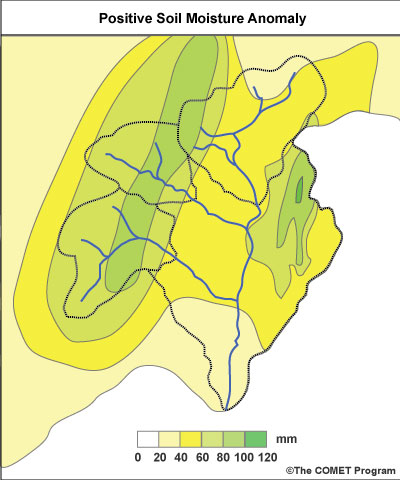 Positive Soil Moisture Anomaly
mm
0 20 40 60 80 100 120
©The COMET Program